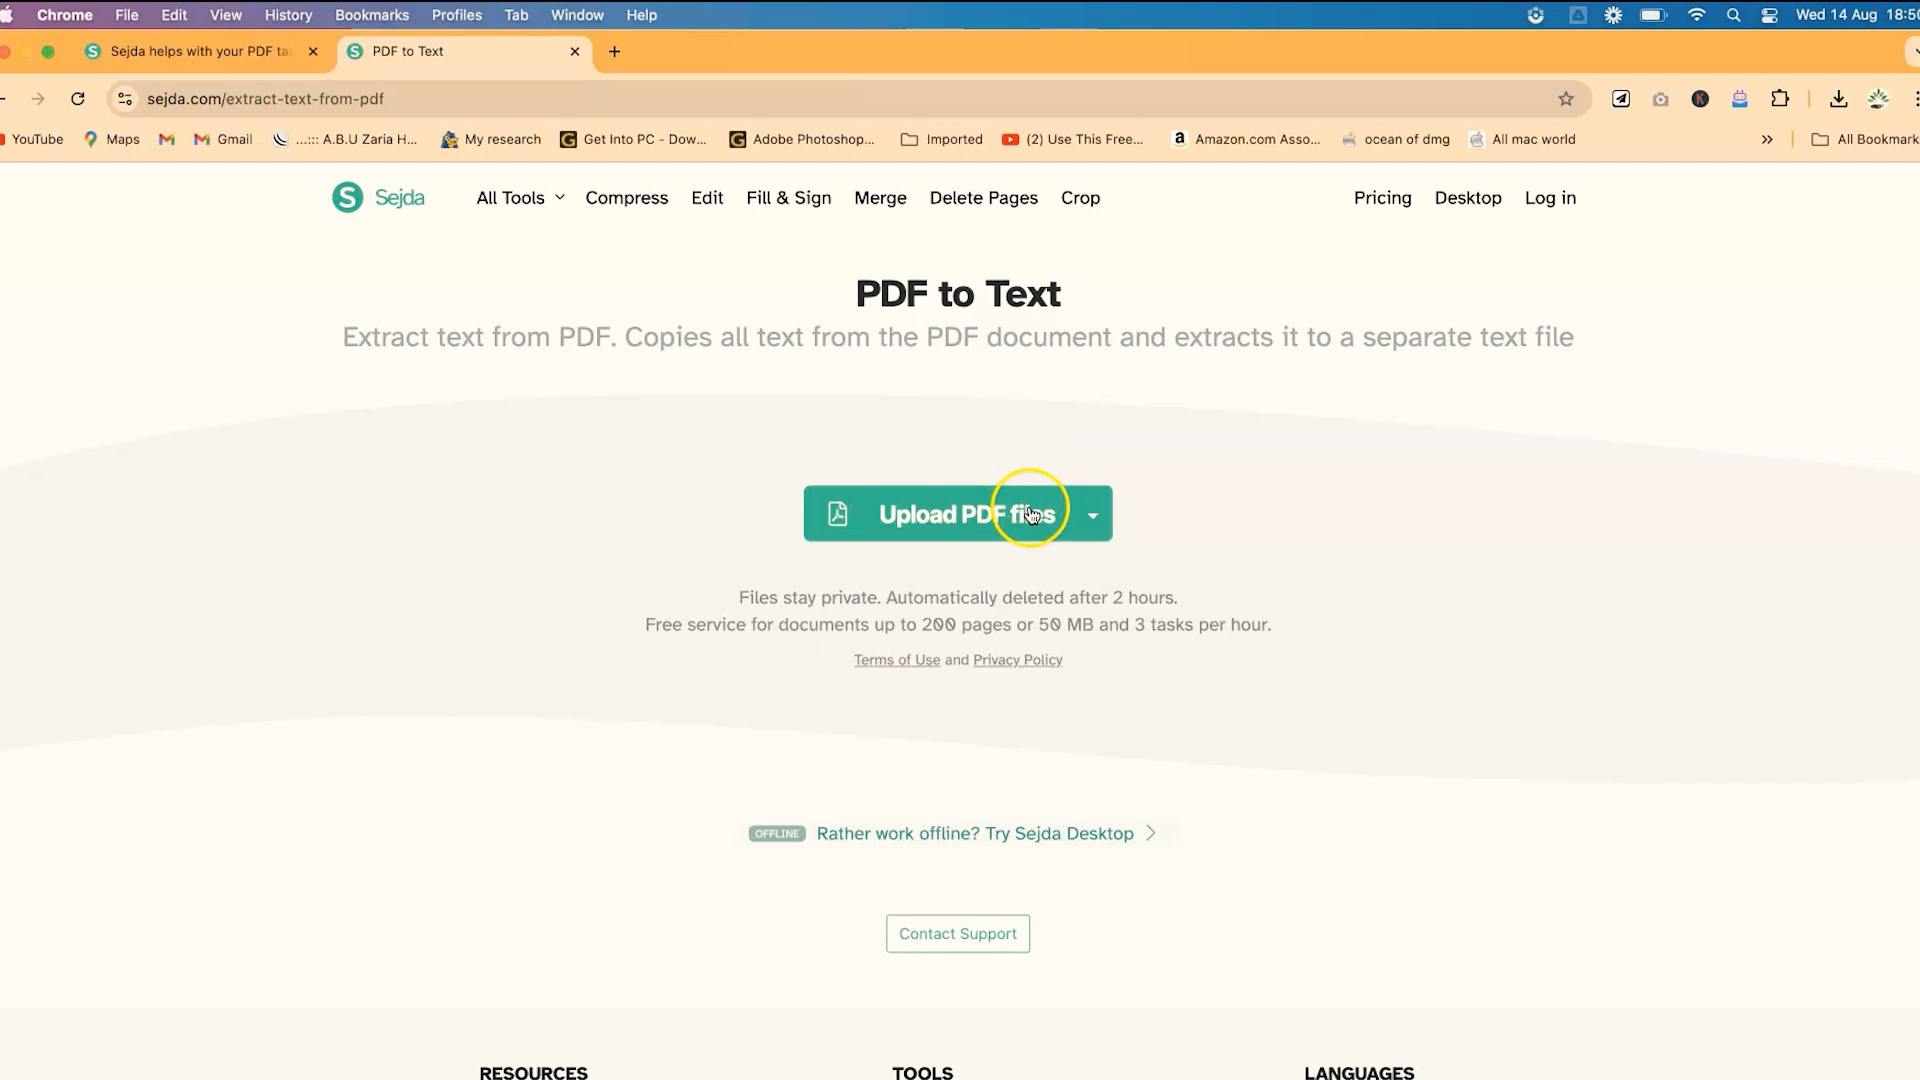 Chrome File Edit View History Bookmarks Profiles Tab Window Help Wed 14 Aug 18:50
Sejda helps with your PDF ta
PDF to Text
sejda.com/extract-text-from-pdf
YouTube Maps Gmail ...::: A.B.U Zaria H... My research Get Into PC - Dow... Adobe Photoshop... Imported (2) Use This Free... Amazon.com Asso... ocean of dmg All mac world » All Bookmark
Sejda All Tools Compress Edit Fill & Sign Merge Delete Pages Crop Pricing Desktop Log in
PDF to Text
Extract text from PDF. Copies all text from the PDF document and extracts it to a separate text file
Upload PDF files
Files stay private. Automatically deleted after 2 hours.
Free service for documents up to 200 pages or 50 MB and 3 tasks per hour.
Terms of Use and Privacy Policy
OFFLINE Rather work offline? Try Sejda Desktop
Contact Support
RESOURCES TOOLS LANGUAGES